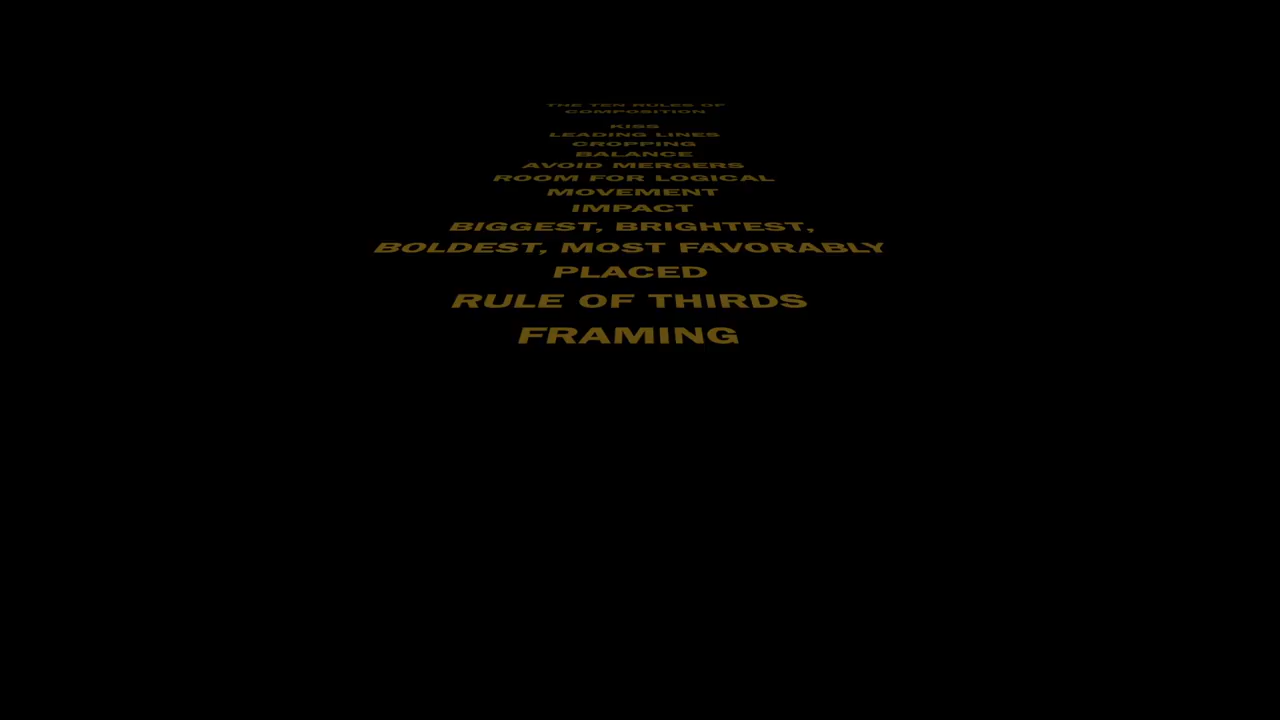 THE TEN RULES OF
COMPOSITION
KISS
LEADING LINES
CROPPING
BALANCE
AVOID MERGERS
ROOM FOR LOGICAL
MOVEMENT
IMPACT
BIGGEST, BRIGHTEST,
BOLDEST, MOST FAVORABLY
PLACED
RULE OF THIRDS
FRAMING